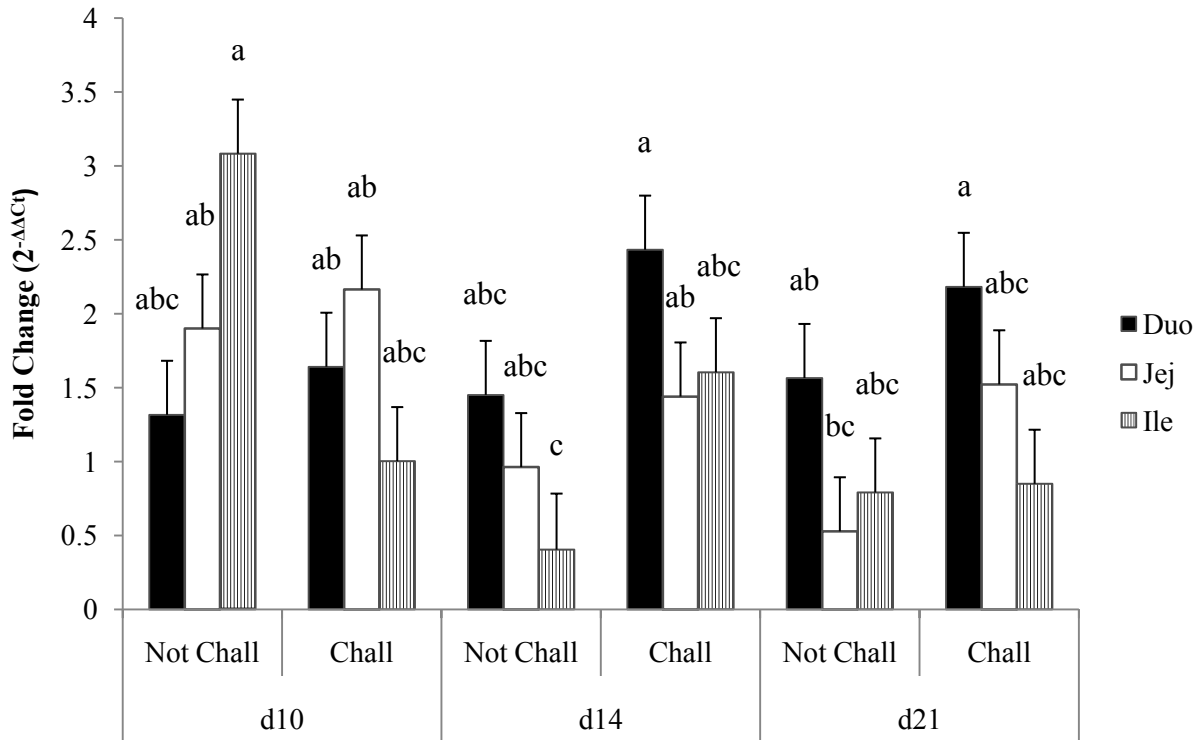 4
3.5
3
2.5
2
1.5
1
0.5
0
Fold Change (2^-ΔΔCt)
abc
ab
a
ab
ab
abc
abc
abc
c
a
ab
abc
ab
bc
abc
a
abc
abc
Duo
Jej
Ile
Not Chall
Chall
Not Chall
Chall
Not Chall
Chall
d10
d14
d21